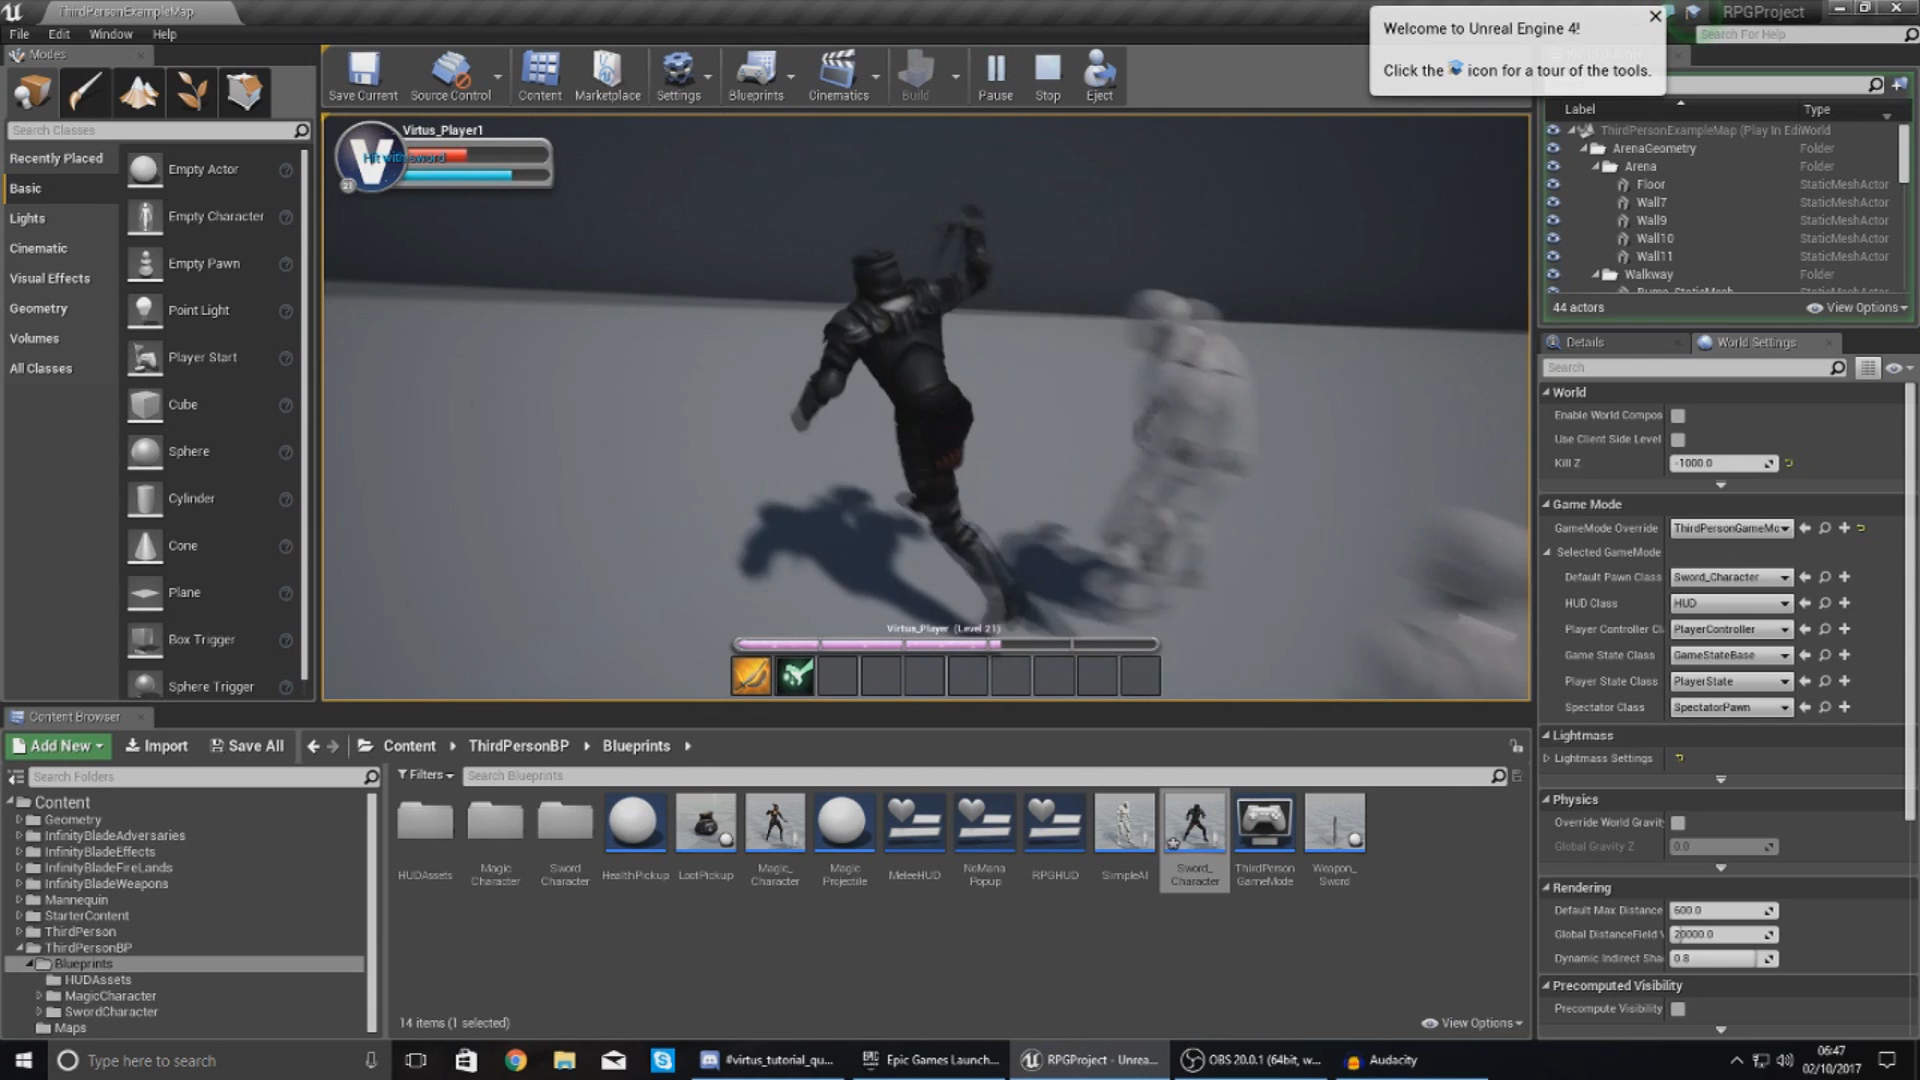 ThirdPersonExampleMap
RPGProject
File Edit Window Help
Search For Help
Welcome to Unreal Engine 4!
Click the icon for a tour of the tools.
Modes
Save Current
Source Control
Content
Marketplace
Settings
Blueprints
Cinematics
Build
Pause
Stop
Eject
Search Classes
Recently Placed
Basic
Lights
Cinematic
Visual Effects
Geometry
Volumes
All Classes
Empty Actor
Empty Character
Empty Pawn
Point Light
Player Start
Cube
Sphere
Cylinder
Cone
Plane
Box Trigger
Sphere Trigger
Virtus_Player1
Hit with sword
V
21
Virtus_Player (Level 21)
Label Type
ThirdPersonExampleMap (Play In Edi World
ArenaGeometry Folder
Arena Folder
Floor StaticMeshActor
Wall7 StaticMeshActor
Wall9 StaticMeshActor
Wall10 StaticMeshActor
Wall11 StaticMeshActor
Walkway Folder
44 actors
View Options
Details
World Settings
Search
World
Enable World Compos
Use Client Side Level
Kill Z -1000.0
Game Mode
GameMode Override ThirdPersonGameMo
Selected GameMode
Default Pawn Class Sword_Character
HUD Class HUD
Player Controller Cl PlayerController
Game State Class GameStateBase
Player State Class PlayerState
Spectator Class SpectatorPawn
Lightmass
Lightmass Settings
Physics
Override World Gravit
Global Gravity Z 0.0
Rendering
Default Max Distance 600.0
Global DistanceField V 20000.0
Dynamic Indirect Sha 0.8
Precomputed Visibility
Precompute Visibility
Content Browser
Add New
Import
Save All
Content
ThirdPersonBP
Blueprints
Search Folders
Filters
Search Blueprints
Content
Geometry
InfinityBladeAdversaries
InfinityBladeEffects
InfinityBladeFireLands
InfinityBladeWeapons
Mannequin
StarterContent
ThirdPerson
ThirdPersonBP
Blueprints
HUDAssets
MagicCharacter
SwordCharacter
Maps
HUDAssets
Magic Character
Sword Character
HealthPickup
LootPickup
Magic_ Character
Magic Projectile
MeleeHUD
NoMana Popup
RPGHUD
SimpleAI
Sword_ Character
ThirdPerson GameMode
Weapon_ Sword
14 items (1 selected)
View Options
Type here to search
#virtus_tutorial_qu...
Epic Games Launch...
RPGProject - Unrea...
OBS 20.0.1 (64bit, w...
Audacity
06:47
02/10/2017